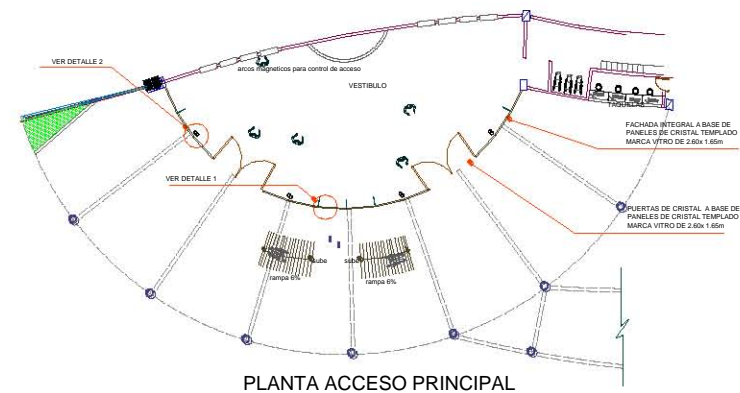 VER DETALLE 2
arcos magneticos para control de acceso
VESTIBULO
TAQUILLAS
FACHADA INTEGRAL A BASE DE
PANELES DE CRISTAL TEMPLADO
MARCA VITRO DE 2.60x 1.65m
VER DETALLE 1
PUERTAS DE CRISTAL A BASE DE
PANELES DE CRISTAL TEMPLADO
MARCA VITRO DE 2.60x 1.65m
sube
sube
rampa 6%
rampa 6%
PLANTA ACCESO PRINCIPAL